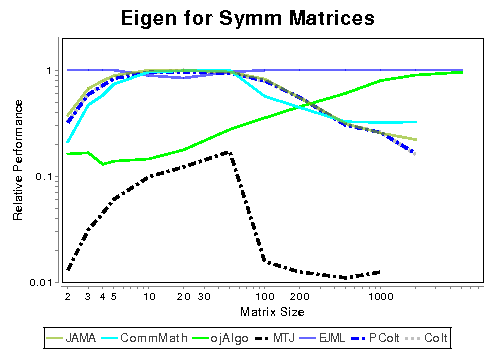 Eigen for Symm Matrices
Relative Performance
1
0.1
0.01
2 3 4 5 10 20 30 100 200 1000
Matrix Size
JAMA CommMath ojAlgo MTJ EJML PColt Colt